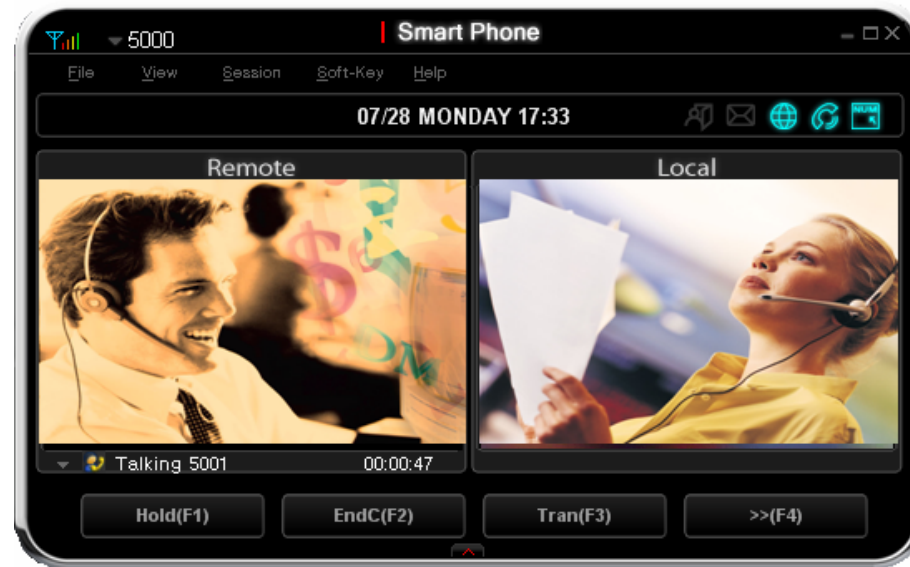 5000 Smart Phone
File View Session Soft-Key Help
07/28 MONDAY 17:33 NUM
Remote Local
Talking 5001 00:00:47
Hold(F1) EndC(F2) Tran(F3) >>(F4)